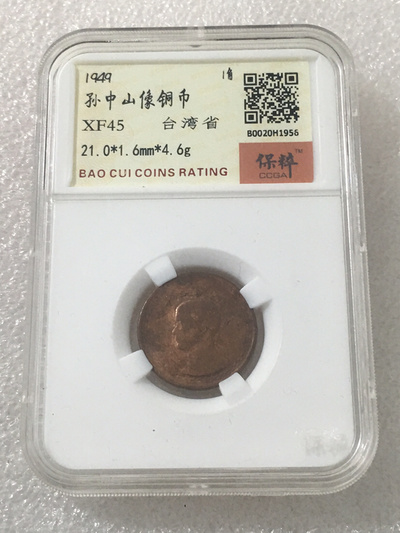 1949 1角
孙中山像铜币
XF45 台湾省
21.0*1.6mm*4.6g
BAO CUI COINS RATING
B0020H1956
保粹 TM
CCGA